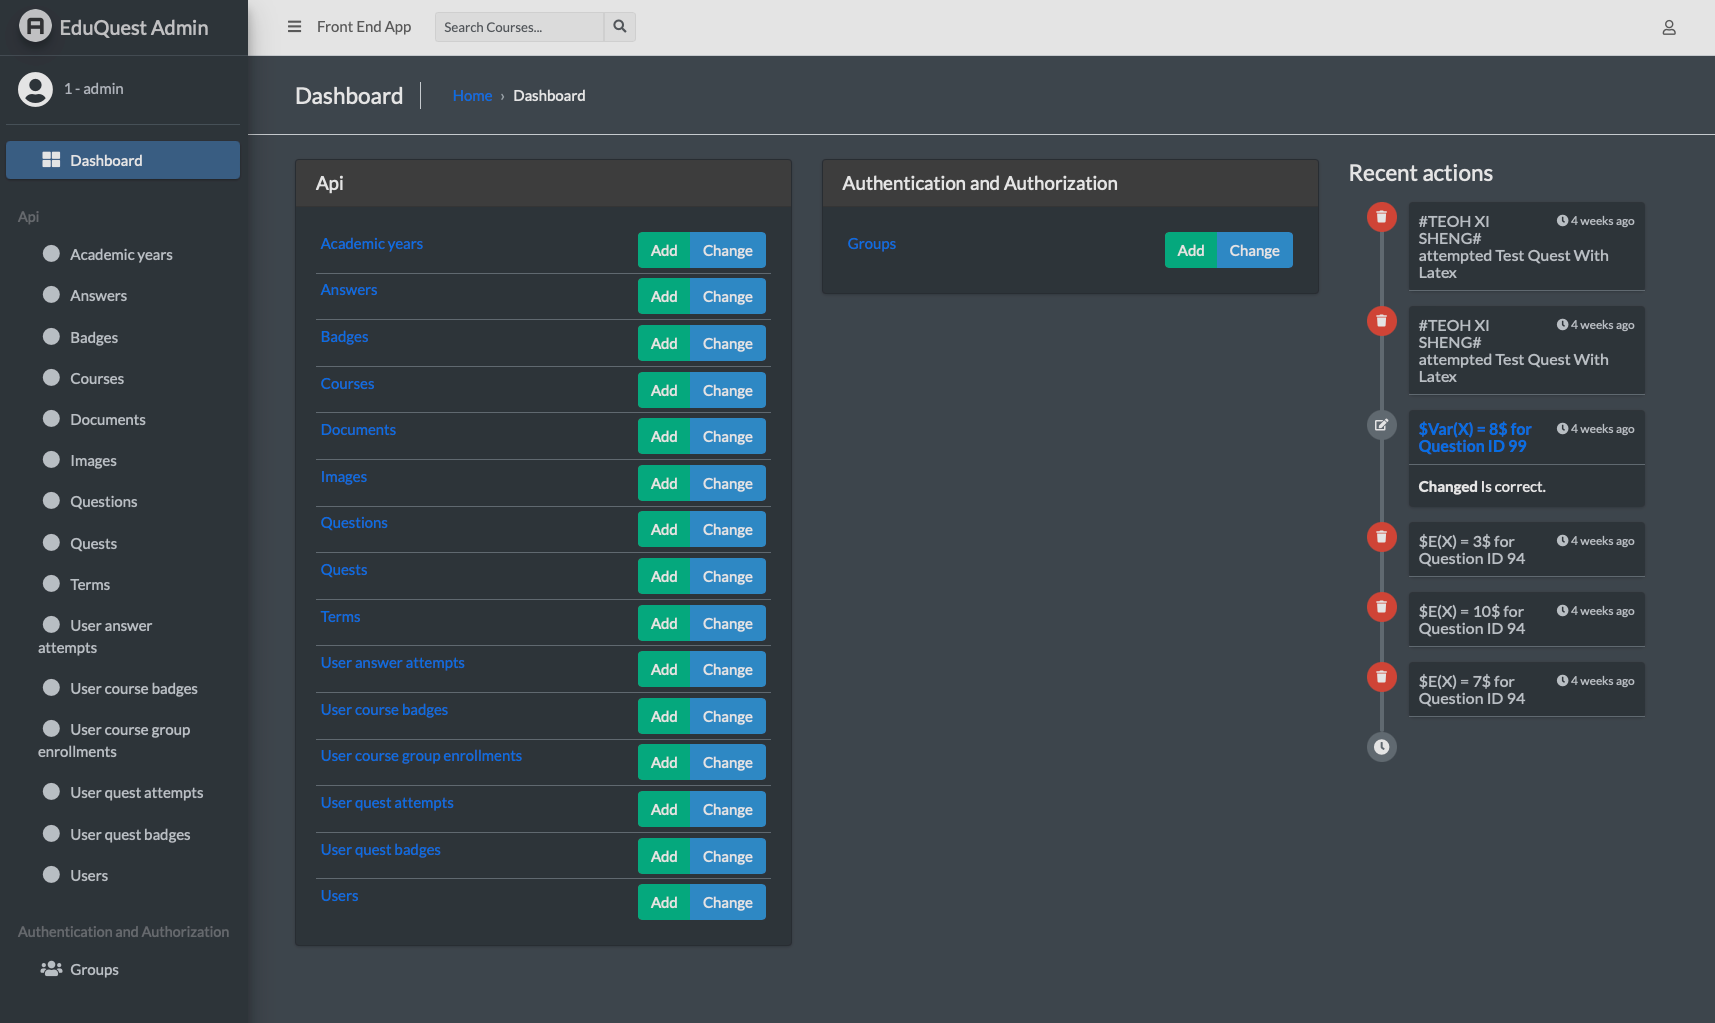 EduQuest Admin
Front End App
Search Courses...
1 - admin
Dashboard
Api
Academic years
Answers
Badges
Courses
Documents
Images
Questions
Quests
Terms
User answer
attempts
User course badges
User course group
enrollments
User quest attempts
User quest badges
Users
Authentication and Authorization
Groups
Dashboard
Home › Dashboard
Api
Academic years Add Change
Answers Add Change
Badges Add Change
Courses Add Change
Documents Add Change
Images Add Change
Questions Add Change
Quests Add Change
Terms Add Change
User answer attempts Add Change
User course badges Add Change
User course group enrollments Add Change
User quest attempts Add Change
User quest badges Add Change
Users Add Change
Authentication and Authorization
Groups Add Change
Recent actions
#TEOH XI 4 weeks ago
SHENG#
attempted Test Quest With
Latex
#TEOH XI 4 weeks ago
SHENG#
attempted Test Quest With
Latex
$Var(X) = 8$ for 4 weeks ago
Question ID 99
Changed Is correct.
$E(X) = 3$ for 4 weeks ago
Question ID 94
$E(X) = 10$ for 4 weeks ago
Question ID 94
$E(X) = 7$ for 4 weeks ago
Question ID 94